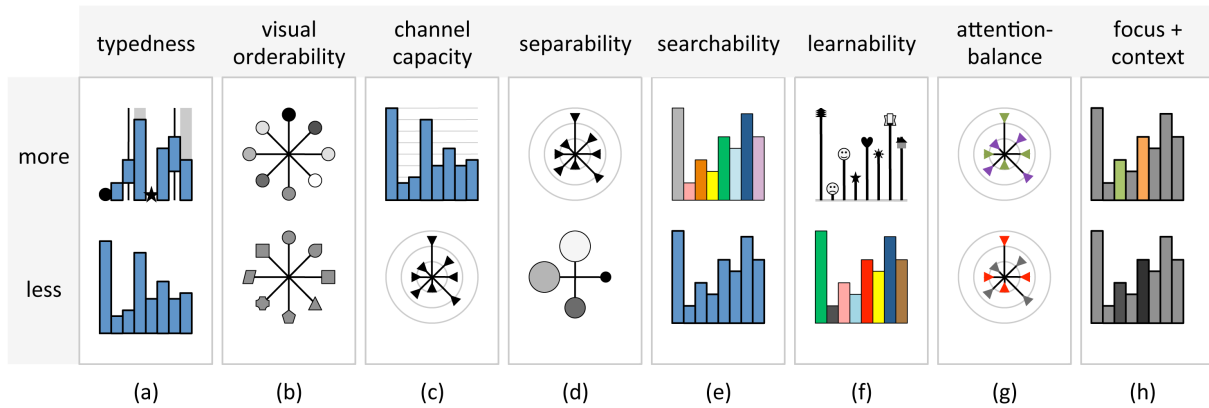 typedness
visual
orderability
channel
capacity
separability
searchability
learnability
attention-
balance
focus +
context
more
less
(a)
(b)
(c)
(d)
(e)
(f)
(g)
(h)